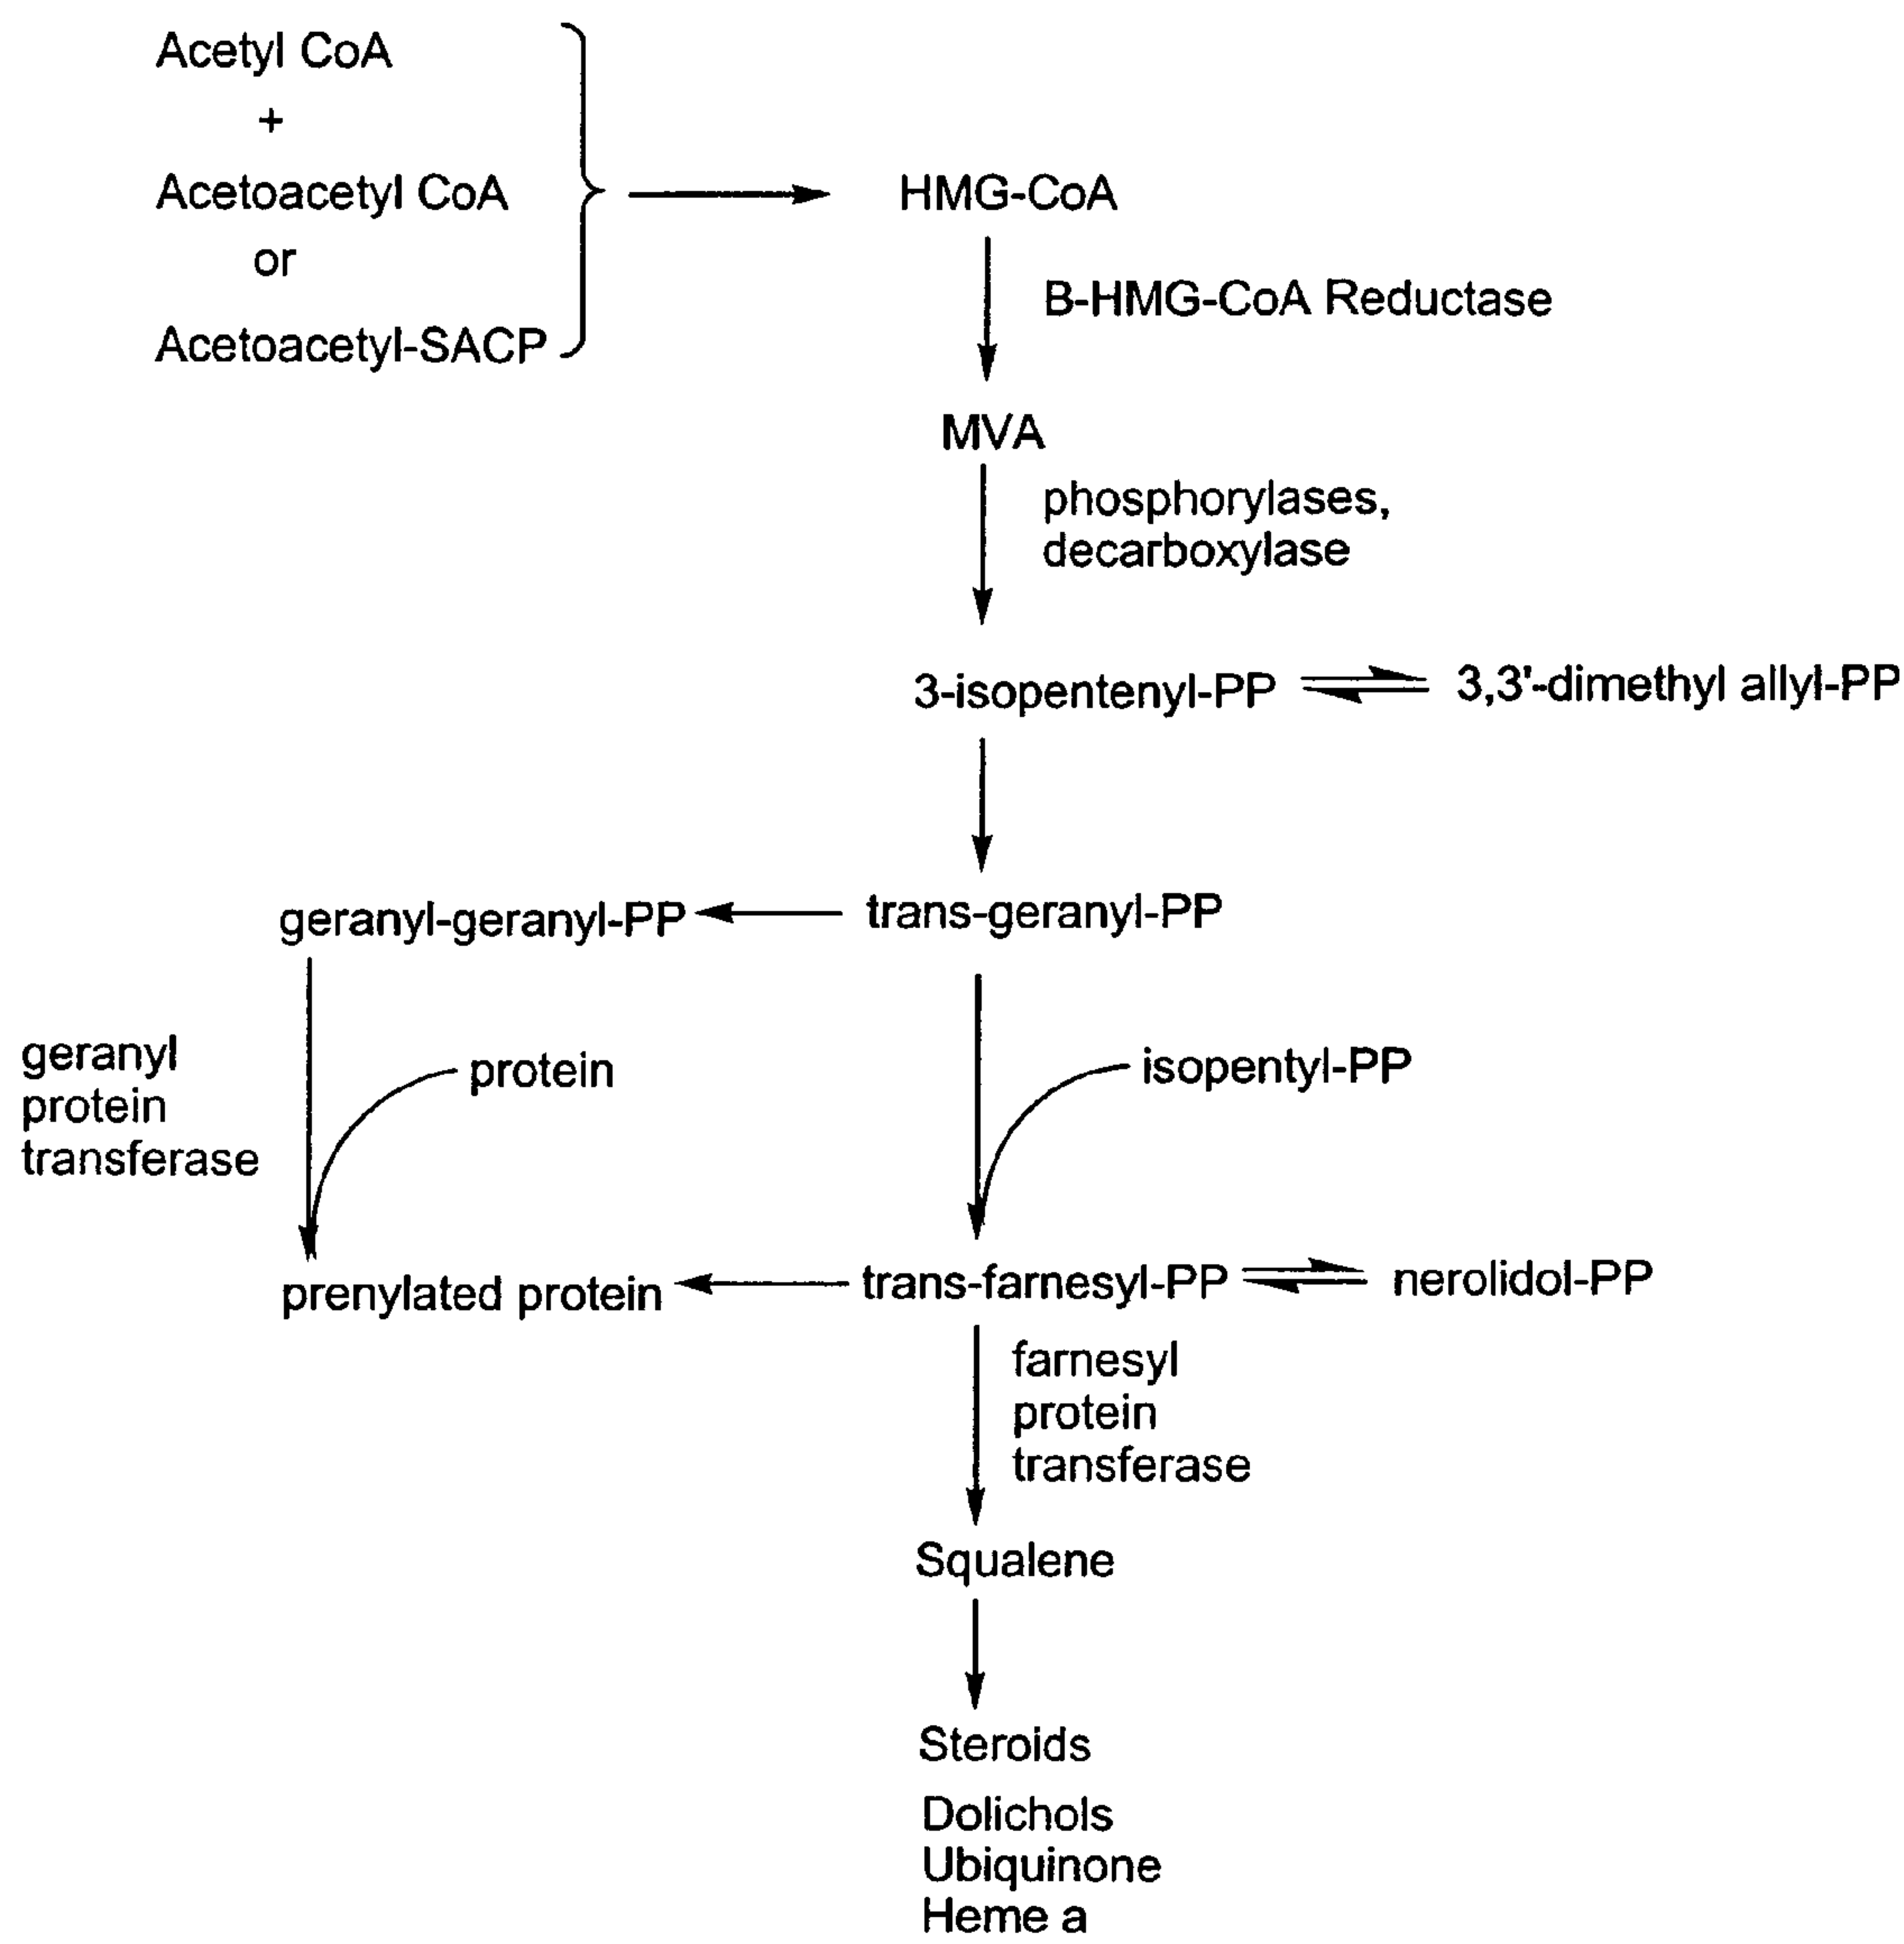 Acetyl CoA
+
Acetoacetyl CoA
or
Acetoacetyl-SACP
HMG-CoA
B-HMG-CoA Reductase
MVA
phosphorylases,
decarboxylase
3-isopentenyl-PP
3,3'-dimethyl allyl-PP
geranyl-geranyl-PP
trans-geranyl-PP
geranyl
protein
transferase
protein
isopentyl-PP
prenylated protein
trans-farnesyl-PP
nerolidol-PP
farnesyl
protein
transferase
Squalene
Steroids
Dolichols
Ubiquinone
Heme a